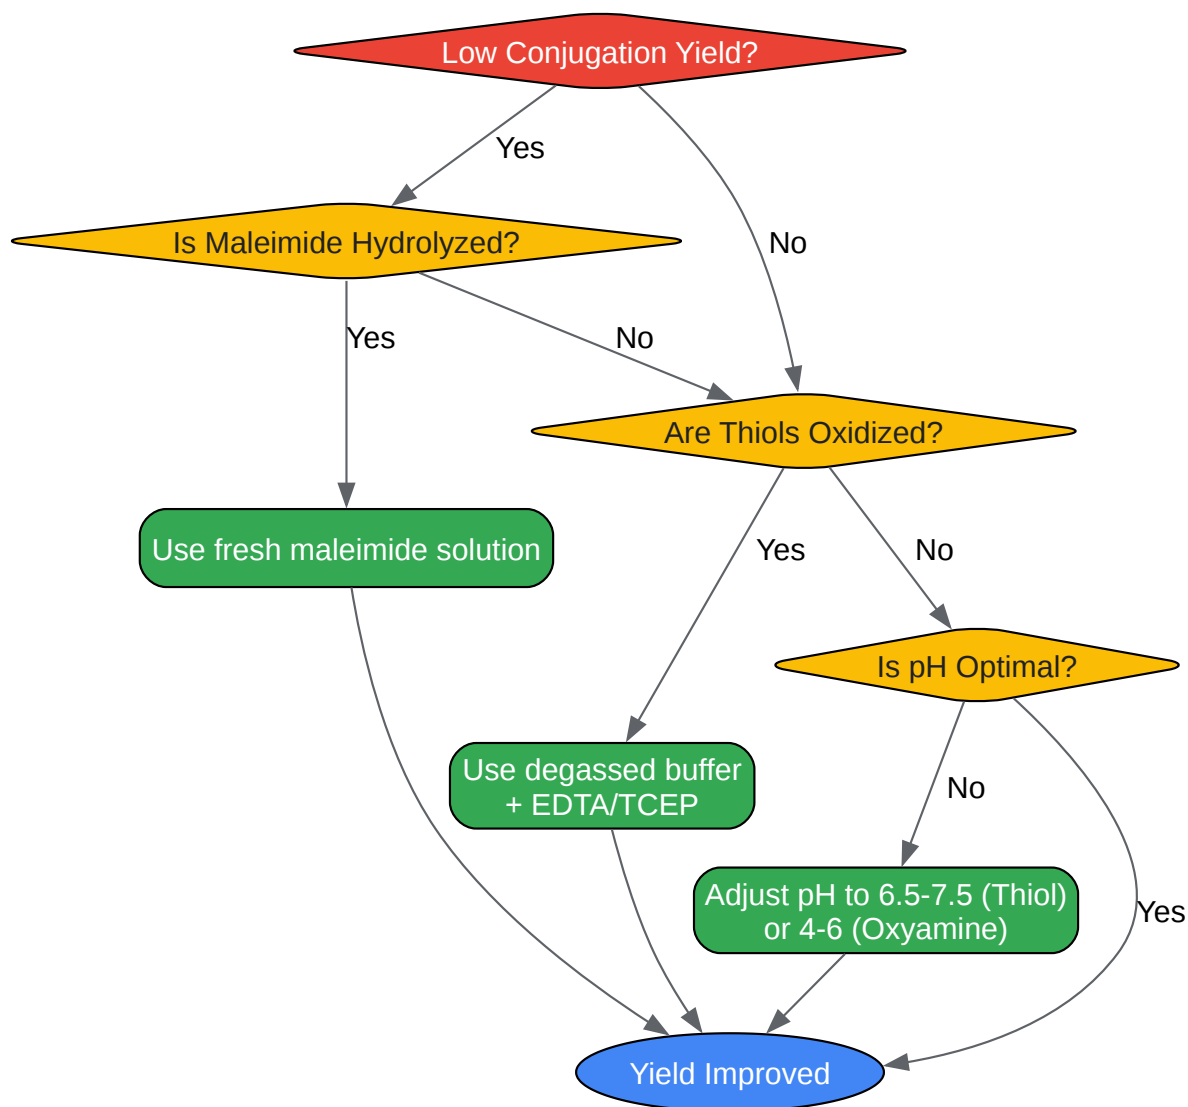 Low Conjugation Yield?
Yes
Is Maleimide Hydrolyzed?
No
Yes
No
Are Thiols Oxidized?
Use fresh maleimide solution
Yes
No
Is pH Optimal?
Use degassed buffer
+ EDTA/TCEP
No
Adjust pH to 6.5-7.5 (Thiol)
or 4-6 (Oxyamine)
Yes
Yield Improved